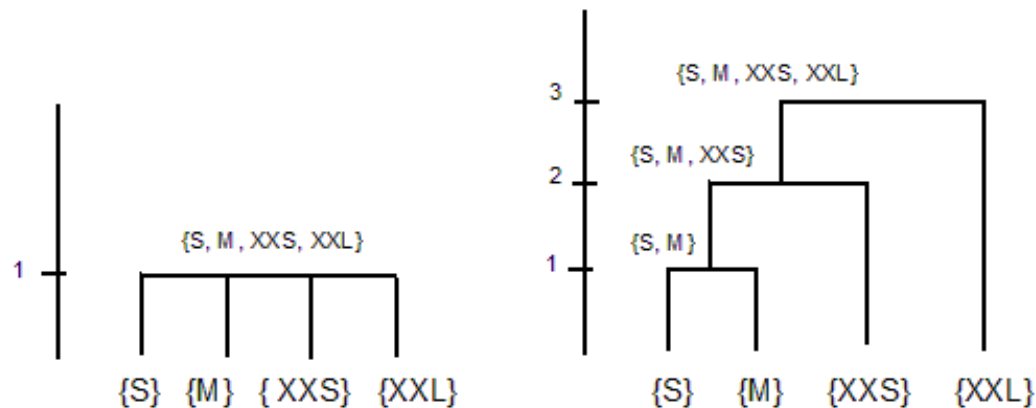 {S, M, XXS, XXL}
1
{S} {M} { XXS} {XXL}
3
{S, M, XXS, XXL}
2
{S, M, XXS}
1
{S, M}
{S} {M} {XXS} {XXL}